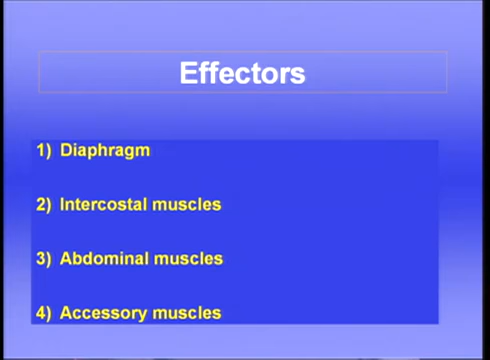 Effectors
1) Diaphragm
2) Intercostal muscles
3) Abdominal muscles
4) Accessory muscles